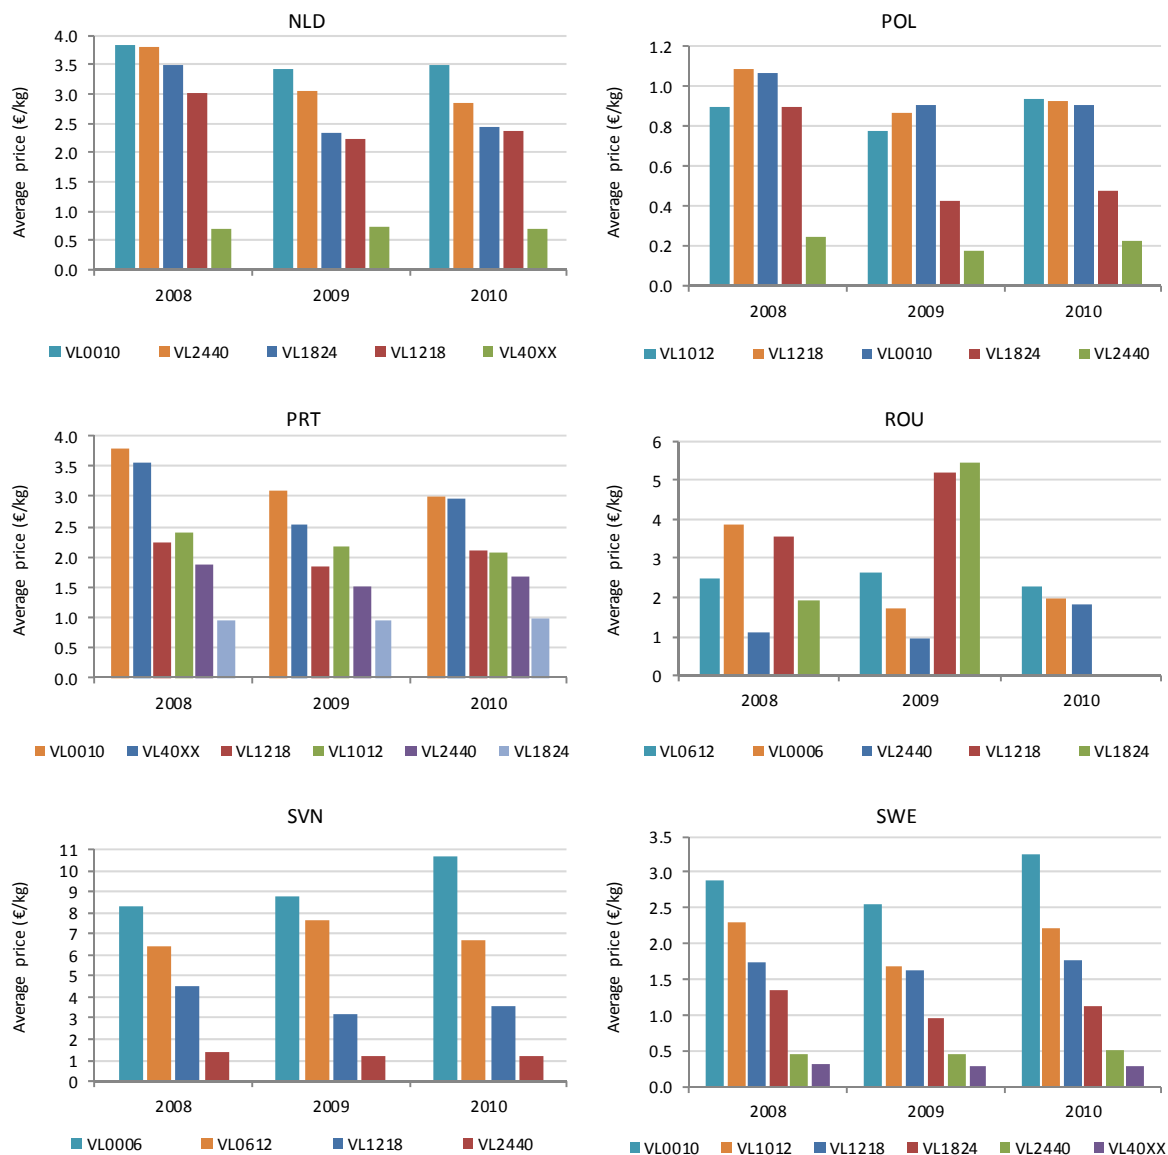 NLD
Average price (€/kg)
4.0
3.5
3.0
2.5
2.0
1.5
1.0
0.5
0.0
2008 2009 2010
VL0010 VL2440 VL1824 VL1218 VL40XX
POL
Average price (€/kg)
1.2
1.0
0.8
0.6
0.4
0.2
0.0
2008 2009 2010
VL1012 VL1218 VL0010 VL1824 VL2440
PRT
Average price (€/kg)
4.0
3.5
3.0
2.5
2.0
1.5
1.0
0.5
0.0
2008 2009 2010
VL0010 VL40XX VL1218 VL1012 VL2440 VL1824
ROU
Average price (€/kg)
6
5
4
3
2
1
0
2008 2009 2010
VL0612 VL0006 VL2440 VL1218 VL1824
SVN
Average price (€/kg)
11
10
9
8
7
6
5
4
3
2
1
0
2008 2009 2010
VL0006 VL0612 VL1218 VL2440
SWE
Average price (€/kg)
3.5
3.0
2.5
2.0
1.5
1.0
0.5
0.0
2008 2009 2010
VL0010 VL1012 VL1218 VL1824 VL2440 VL40XX